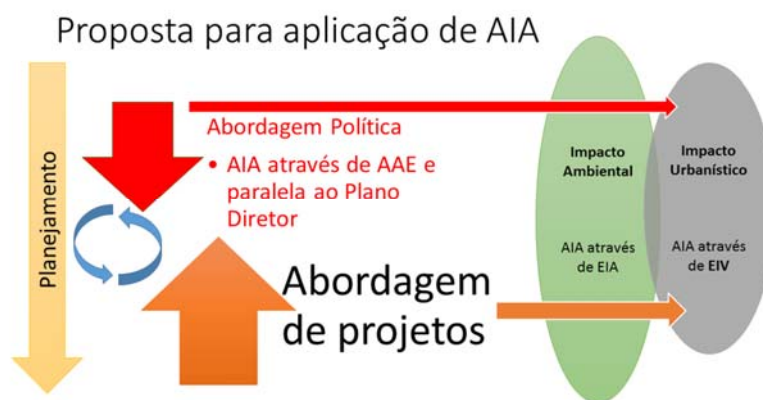 Proposta para aplicação de AIA
Planejamento
Abordagem Política
• AIA através de AAE e
paralela ao Plano
Diretor
Abordagem
de projetos
Impacto
Ambiental
AIA através
de EIA
Impacto
Urbanístico
AIA através
de EIV